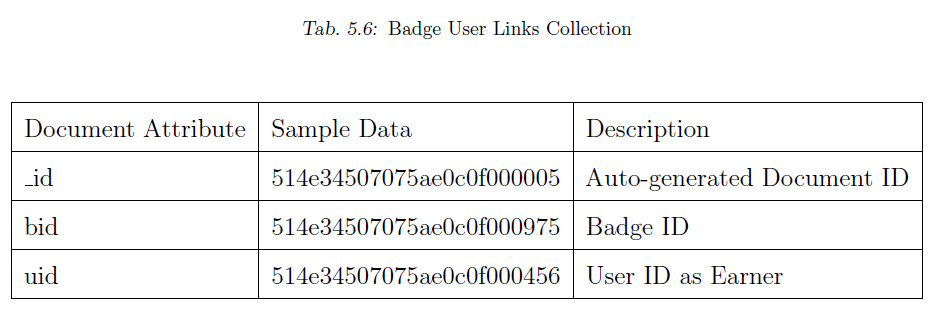 Tab. 5.6: Badge User Links Collection
Document Attribute Sample Data Description
_id 514e34507075ae0c0f000005 Auto-generated Document ID
bid 514e34507075ae0c0f000975 Badge ID
uid 514e34507075ae0c0f000456 User ID as Earner